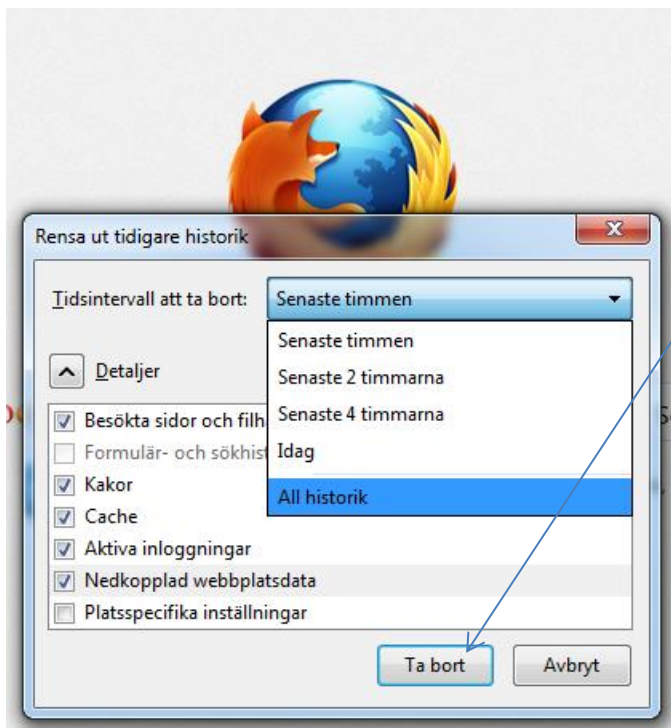 Rensa ut tidigare historik
Tidsintervall att ta bort:
Senaste timmen
Senaste timmen
Senaste 2 timmarna
Senaste 4 timmarna
Idag
All historik
Detaljer
Besökta sidor och filh
Formulär- och sökhist
Kakor
Cache
Aktiva inloggningar
Nedkopplad webbplatsdata
Platsspecifika inställningar
Ta bort
Avbryt